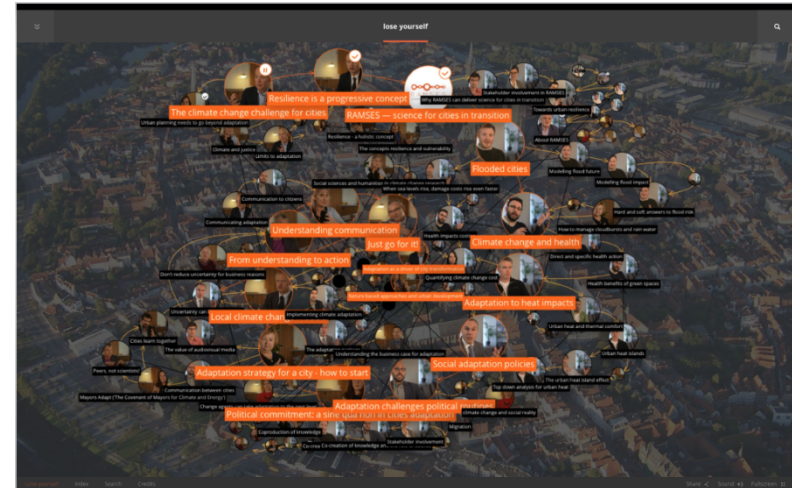 lose yourself
Resilience is a progressive concept
The climate change challenge for cities
RAMSES — science for cities in transition
Stakeholder involvement in RAMSES
Why RAMSES can deliver science for cities in transition
Towards urban resilience
Urban planning needs to go beyond adaptation
Resilience - a holistic concept
About RAMSES
Climate and justice
Limits to adaptation
The concepts resilience and vulnerability
Flooded cities
Modelling flood future
Social sciences and humanities in climate change research
Modelling flood impact
When sea levels rise, damage costs rise even faster
Communication to citizens
Hard and soft answers to flood risk
Communicating adaptation
Understanding communication
Health impacts costs
How to manage cloudbursts and rain water
Just go for it!
Climate change and health
From understanding to action
Direct and specific health action
Adaptation as a driver of city transformation
Don't reduce uncertainty for business reasons
Quantifying climate change cost
Health benefits of green spaces
Nature based approaches and urban development
Adaptation to heat impacts
Uncertainty can
Implementing climate adaptation
Local climate chang
Urban heat and thermal comfort
Cities learn together
The value of audiovisual media
The adaptation
Understanding the business case for adaptation
Urban heat islands
Peers, not scientists!
Adaptation strategy for a city - how to start
Social adaptation policies
The urban heat island effect
Top down analysis for urban heat
Communication between cities
Mayors Adapt (The Covenant of Mayors for Climate and Energy)
Change agents
Adaptation challenges political routines
Political commitment: a sine qua non in cities adaptation
climate change and social reality
Migration
Coproduction of knowledge
Stakeholder involvement
Co-creation of knowledge and
Lose yourself Index Search Credits
Share Sound Fullscreen